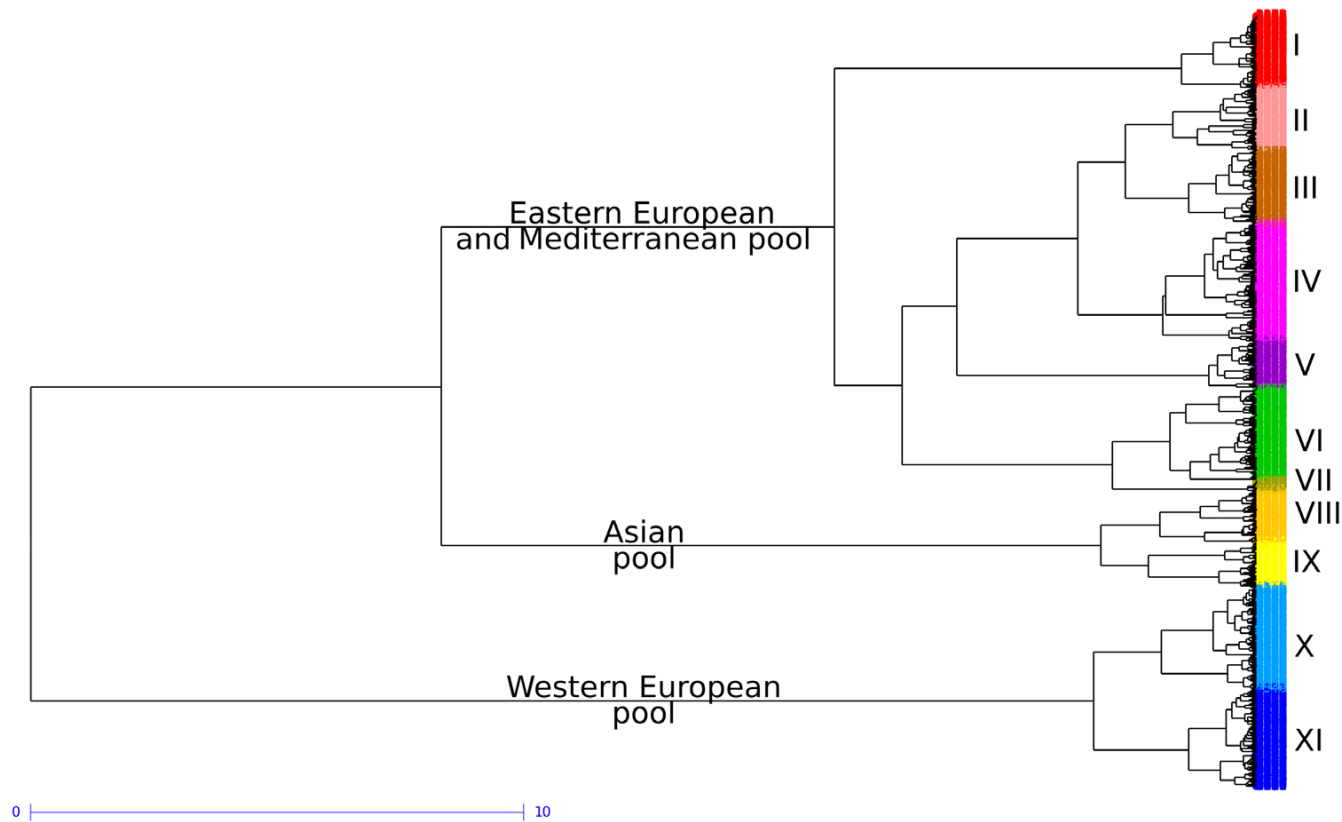 I
II
III
Eastern European
and Mediterranean pool
IV
V
VI
VII
VIII
Asian
pool
IX
X
Western European
pool
XI
0 10